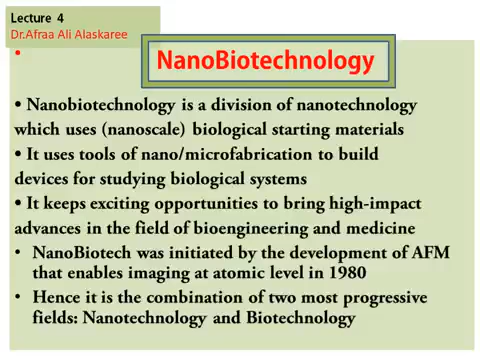 Lecture 4
Dr.Afraa Ali Alaskaree
•
NanoBiotechnology
• Nanobiotechnology is a division of nanotechnology
which uses (nanoscale) biological starting materials
• It uses tools of nano/microfabrication to build
devices for studying biological systems
• It keeps exciting opportunities to bring high-impact
advances in the field of bioengineering and medicine
• NanoBiotech was initiated by the development of AFM
that enables imaging at atomic level in 1980
• Hence it is the combination of two most progressive
fields: Nanotechnology and Biotechnology